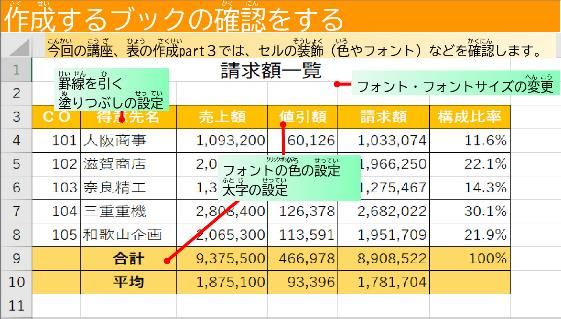 作成するブックの確認をする
今回の講座、表の作成part３では、セルの装飾（色やフォント）などを確認します。
1 請求額一覧
罫線を引く
塗りつぶしの設定
フォント・フォントサイズの変更
2
3 ＣＯ 得意先名 売上額 値引額 請求額 構成比率
4 101 大阪商事 1,093,200 60,126 1,033,074 11.6%
5 102 滋賀商店 2,0 1,966,250 22.1%
フォントの色の設定
太字の設定
6 103 奈良精工 1,3 1,275,467 14.3%
7 104 三重重機 2,808,400 126,378 2,682,022 30.1%
8 105 和歌山企画 2,065,300 113,591 1,951,709 21.9%
9 合計 9,375,500 466,978 8,908,522 100%
10 平均 1,875,100 93,396 1,781,704
11